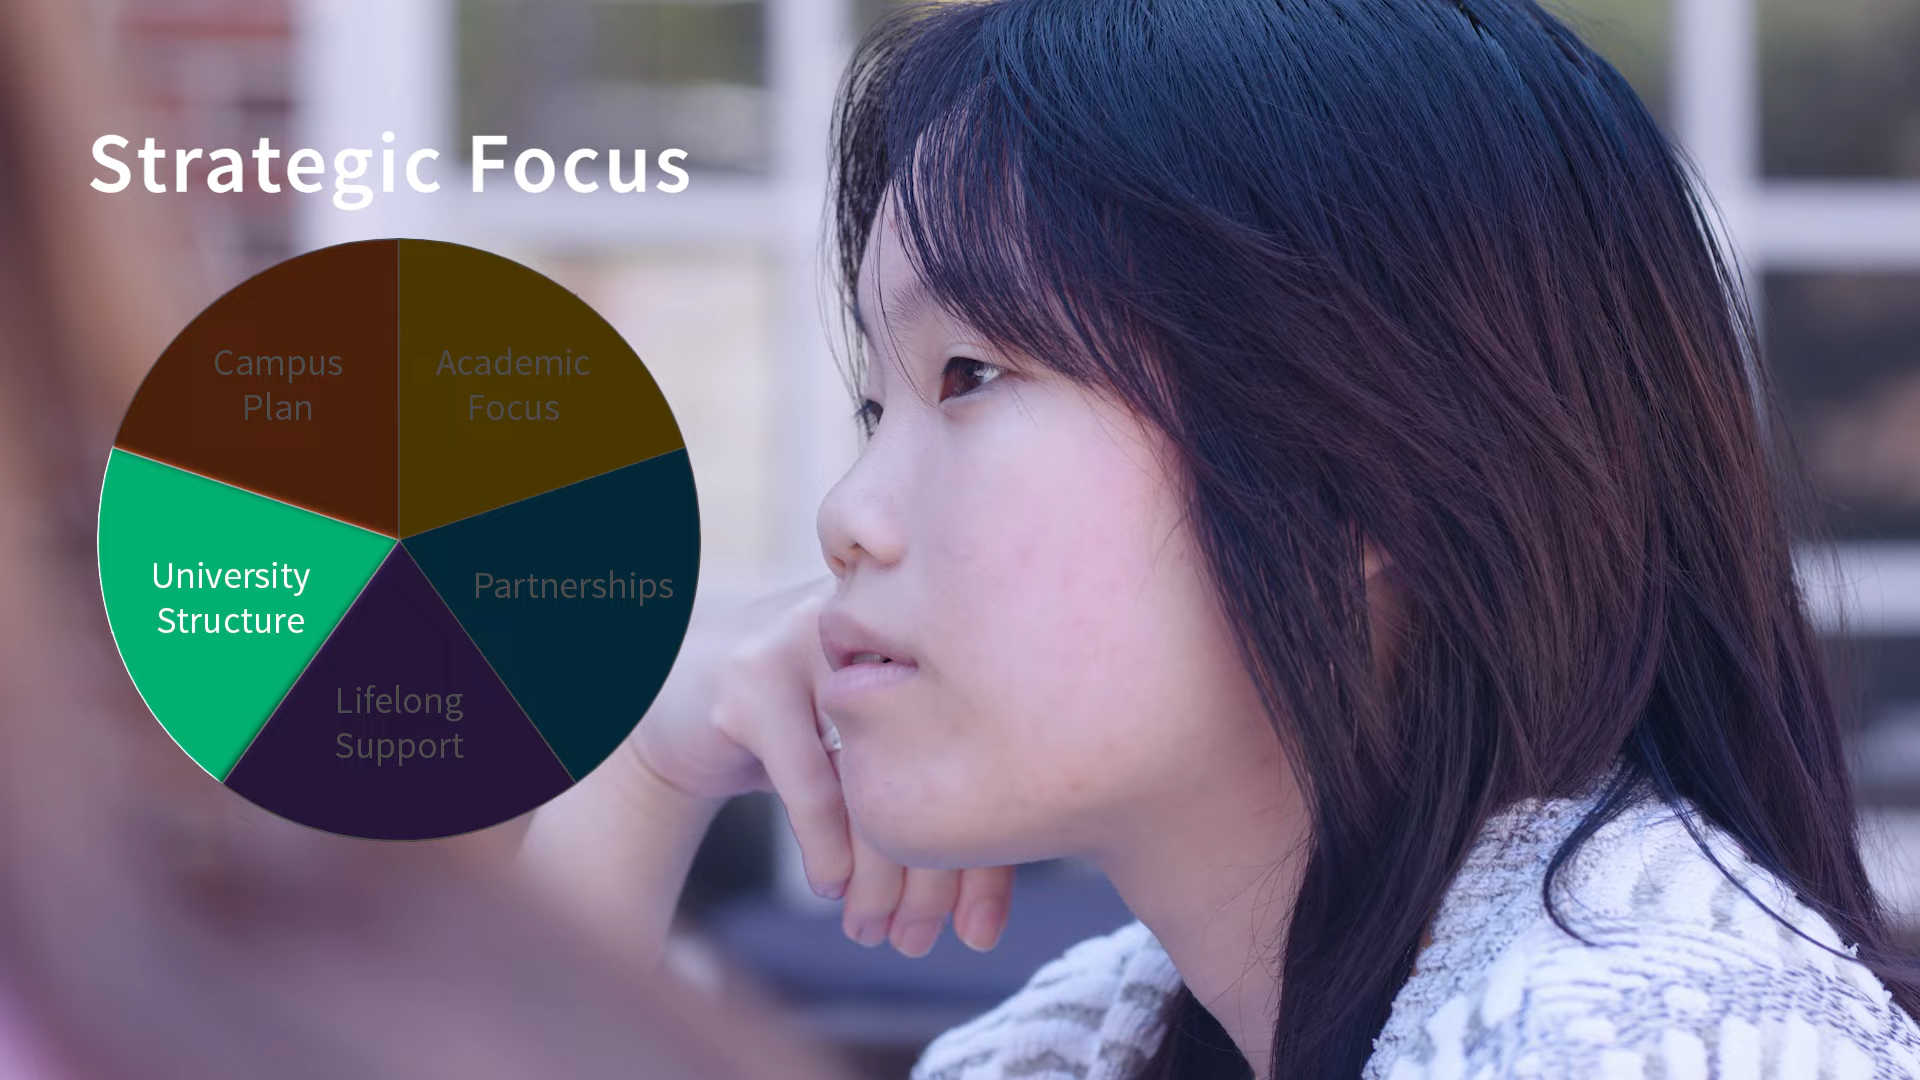 Strategic Focus
Campus
Plan
Academic
Focus
University
Structure
Partnerships
Lifelong
Support